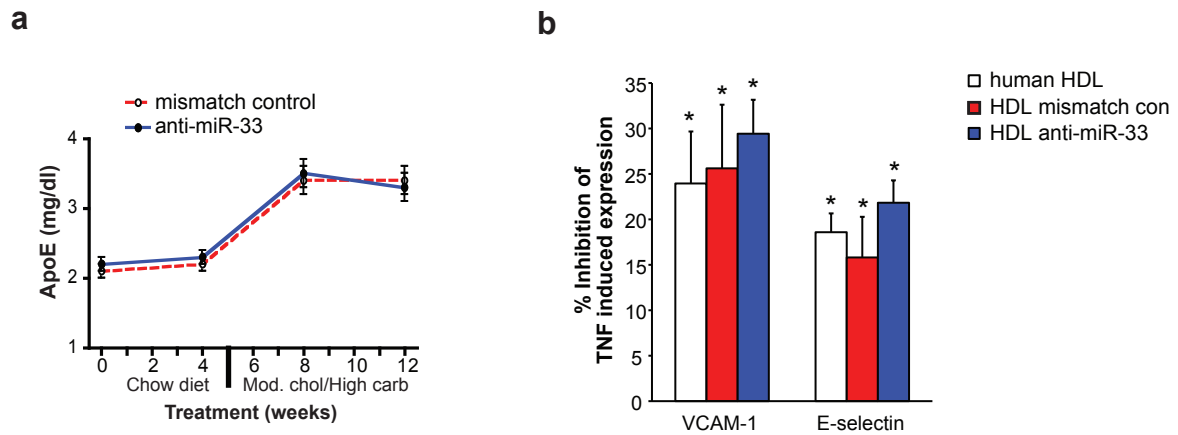 a
mismatch control
anti-miR-33
4
3
2
1
ApoE (mg/dl)
0 2 4 6 8 10 12
Chow diet Mod. chol/High carb
Treatment (weeks)
b
35
30
25
20
15
10
5
0
% Inhibition of
TNF induced expression
* * * * * *
VCAM-1 E-selectin
human HDL
HDL mismatch con
HDL anti-miR-33